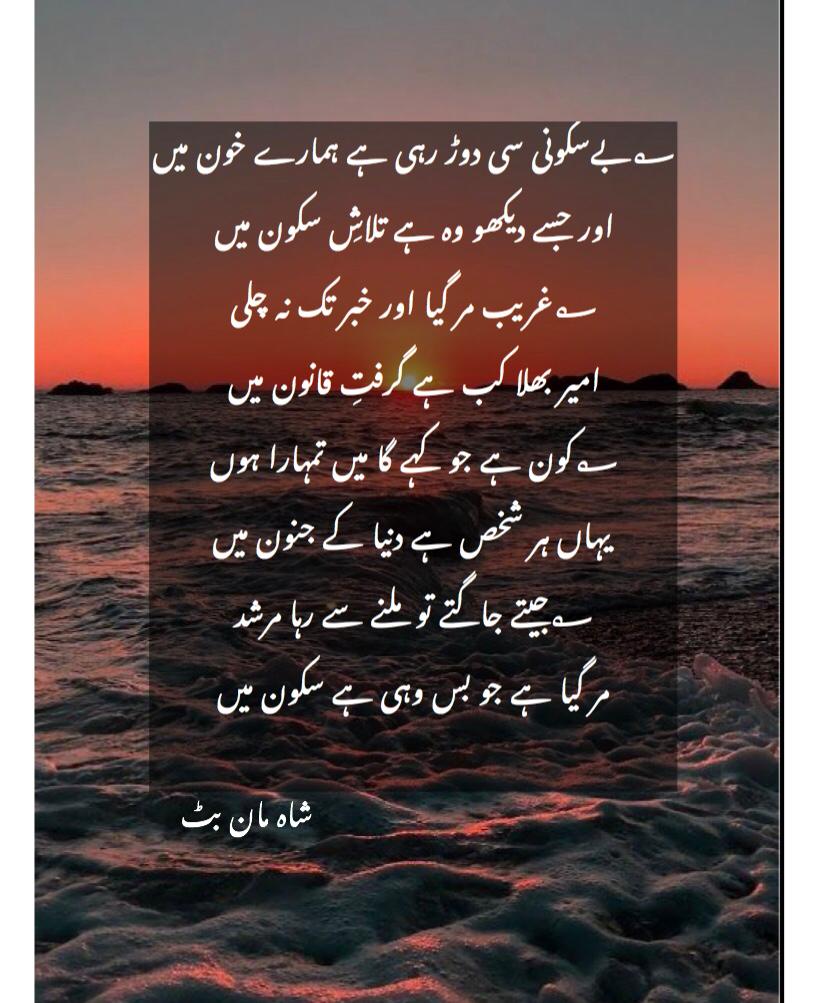 ؎بےسکونی سی دوڑ رہی ہے ہمارے خون میں
اور جسے دیکھو وہ ہے تلاشِ سکون میں
؎غریب مر گیا اور خبر تک نہ چلی
امیر بھلا کب ہے گرفتِ قانون میں
؎کون ہے جو کہے گا میں تمہارا ہوں
یہاں ہر شخص ہے دنیا کے جنون میں
؎جیتے جاگتے تو ملنے سے رہا مرشد
مر گیا ہے جو بس وہی ہے سکون میں
شاہ مان بٹ